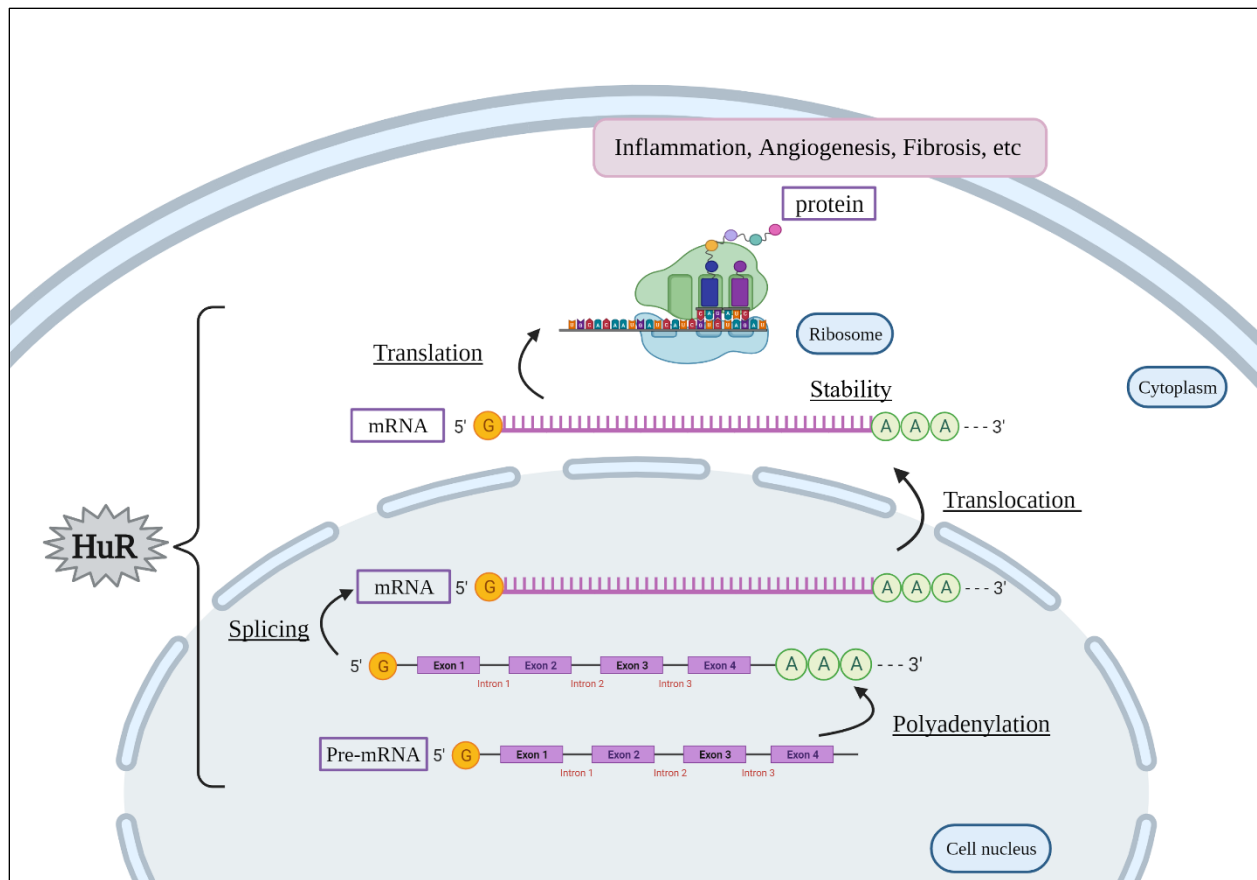 Inflammation, Angiogenesis, Fibrosis, etc
protein
Ribosome
Translation
Stability
Cytoplasm
mRNA 5' G A A A --- 3'
Translocation
HuR
mRNA 5' G A A A --- 3'
Splicing
5' G Exon 1 Exon 2 Exon 3 Exon 4 A A A --- 3'
Intron 1 Intron 2 Intron 3
Polyadenylation
Pre-mRNA 5' G Exon 1 Exon 2 Exon 3 Exon 4
Intron 1 Intron 2 Intron 3
Cell nucleus